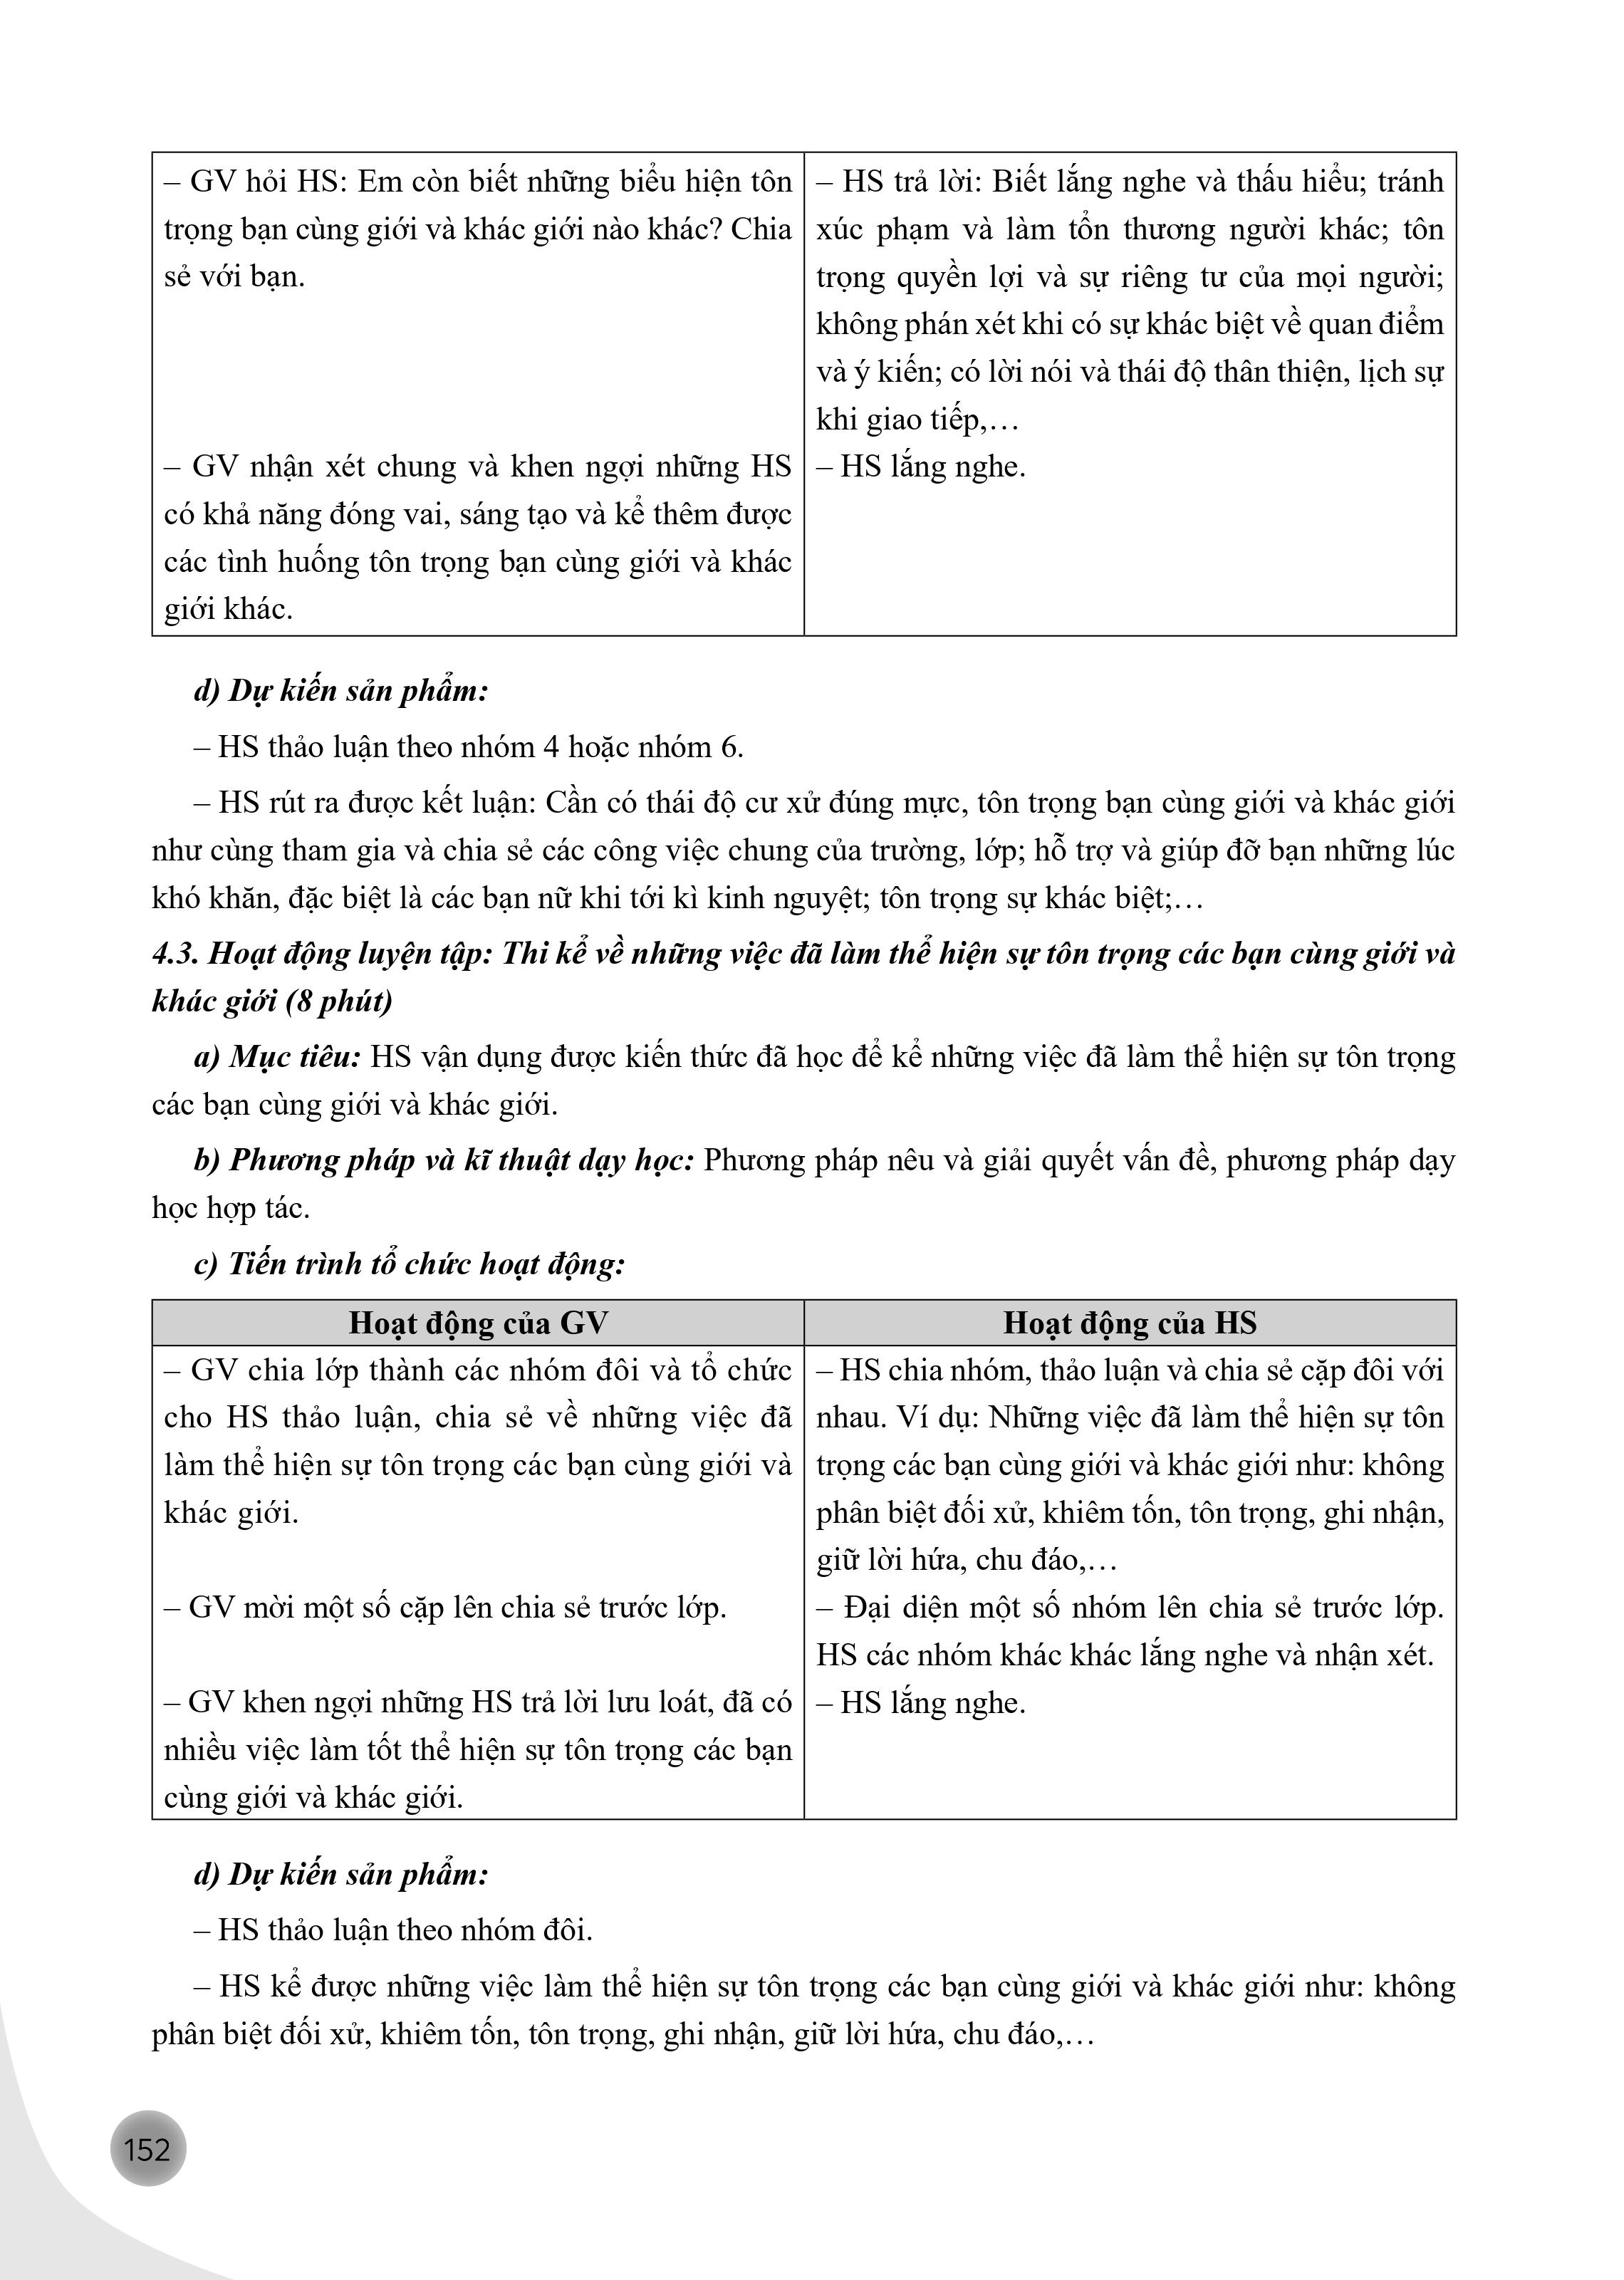 – GV hỏi HS: Em còn biết những biểu hiện tôn
trọng bạn cùng giới và khác giới nào khác? Chia
sẻ với bạn.
– HS trả lời: Biết lắng nghe và thấu hiểu; tránh
xúc phạm và làm tổn thương người khác; tôn
trọng quyền lợi và sự riêng tư của mọi người;
không phán xét khi có sự khác biệt về quan điểm
và ý kiến; có lời nói và thái độ thân thiện, lịch sự
khi giao tiếp,…
– GV nhận xét chung và khen ngợi những HS
có khả năng đóng vai, sáng tạo và kể thêm được
các tình huống tôn trọng bạn cùng giới và khác
giới khác.
– HS lắng nghe.
d) Dự kiến sản phẩm:
– HS thảo luận theo nhóm 4 hoặc nhóm 6.
– HS rút ra được kết luận: Cần có thái độ cư xử đúng mực, tôn trọng bạn cùng giới và khác giới
như cùng tham gia và chia sẻ các công việc chung của trường, lớp; hỗ trợ và giúp đỡ bạn những lúc
khó khăn, đặc biệt là các bạn nữ khi tới kì kinh nguyệt; tôn trọng sự khác biệt;…
4.3. Hoạt động luyện tập: Thi kể về những việc đã làm thể hiện sự tôn trọng các bạn cùng giới và
khác giới (8 phút)
a) Mục tiêu: HS vận dụng được kiến thức đã học để kể những việc đã làm thể hiện sự tôn trọng
các bạn cùng giới và khác giới.
b) Phương pháp và kĩ thuật dạy học: Phương pháp nêu và giải quyết vấn đề, phương pháp dạy
học hợp tác.
c) Tiến trình tổ chức hoạt động:
Hoạt động của GV
Hoạt động của HS
– GV chia lớp thành các nhóm đôi và tổ chức
cho HS thảo luận, chia sẻ về những việc đã
làm thể hiện sự tôn trọng các bạn cùng giới và
khác giới.
– HS chia nhóm, thảo luận và chia sẻ cặp đôi với
nhau. Ví dụ: Những việc đã làm thể hiện sự tôn
trọng các bạn cùng giới và khác giới như: không
phân biệt đối xử, khiêm tốn, tôn trọng, ghi nhận,
giữ lời hứa, chu đáo,…
– GV mời một số cặp lên chia sẻ trước lớp.
– Đại diện một số nhóm lên chia sẻ trước lớp.
HS các nhóm khác khác lắng nghe và nhận xét.
– GV khen ngợi những HS trả lời lưu loát, đã có
nhiều việc làm tốt thể hiện sự tôn trọng các bạn
cùng giới và khác giới.
– HS lắng nghe.
d) Dự kiến sản phẩm:
– HS thảo luận theo nhóm đôi.
– HS kể được những việc làm thể hiện sự tôn trọng các bạn cùng giới và khác giới như: không
phân biệt đối xử, khiêm tốn, tôn trọng, ghi nhận, giữ lời hứa, chu đáo,…
152